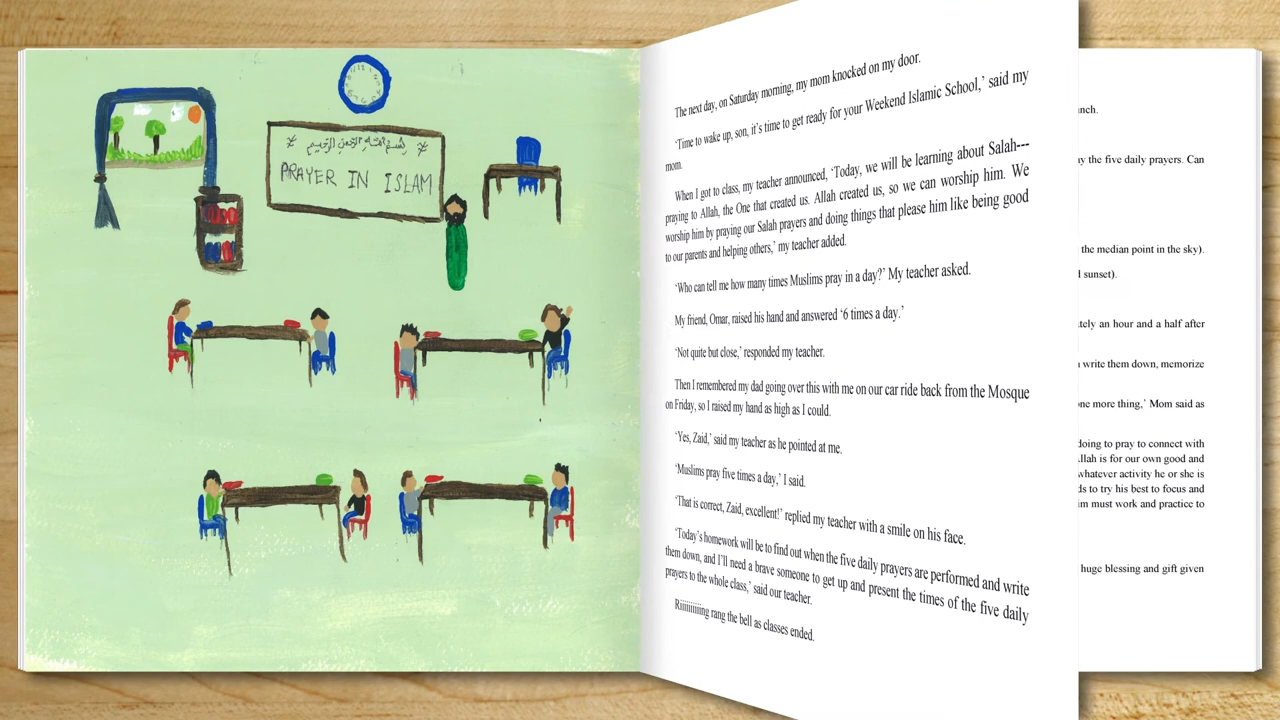 بسم الله الرحمن الرحيم
PRAYER IN ISLAM
The next day, on Saturday morning, my mom knocked on my door.
‘Time to wake up, son, it’s time to get ready for your Weekend Islamic School,’ said my
mom.
When I got to class, my teacher announced, ‘Today, we will be learning about Salah---
praying to Allah, the One that created us. Allah created us, so we can worship him. We
worship him by praying our Salah prayers and doing things that please him like being good
to our parents and helping others,’ my teacher added.
‘Who can tell me how many times Muslims pray in a day?’ My teacher asked.
My friend, Omar, raised his hand and answered ‘6 times a day.’
‘Not quite but close,’ responded my teacher.
Then I remembered my dad going over this with me on our car ride back from the Mosque
on Friday, so I raised my hand as high as I could.
‘Yes, Zaid,’ said my teacher as he pointed at me.
‘Muslims pray five times a day,’ I said.
‘That is correct, Zaid, excellent!’ replied my teacher with a smile on his face.
‘Today’s homework will be to find out when the five daily prayers are performed and write
them down, and I’ll need a brave someone to get up and present the times of the five daily
prayers to the whole class,’ said our teacher.
Riiiiiiiiiing rang the bell as classes ended.
the five daily prayers. Can
the median point in the sky).
sunset).
an hour and a half after
write them down, memorize
more thing,’ Mom said as
doing to pray to connect with
is for our own good and
whatever activity he or she is
to try his best to focus and
must work and practice to
huge blessing and gift given